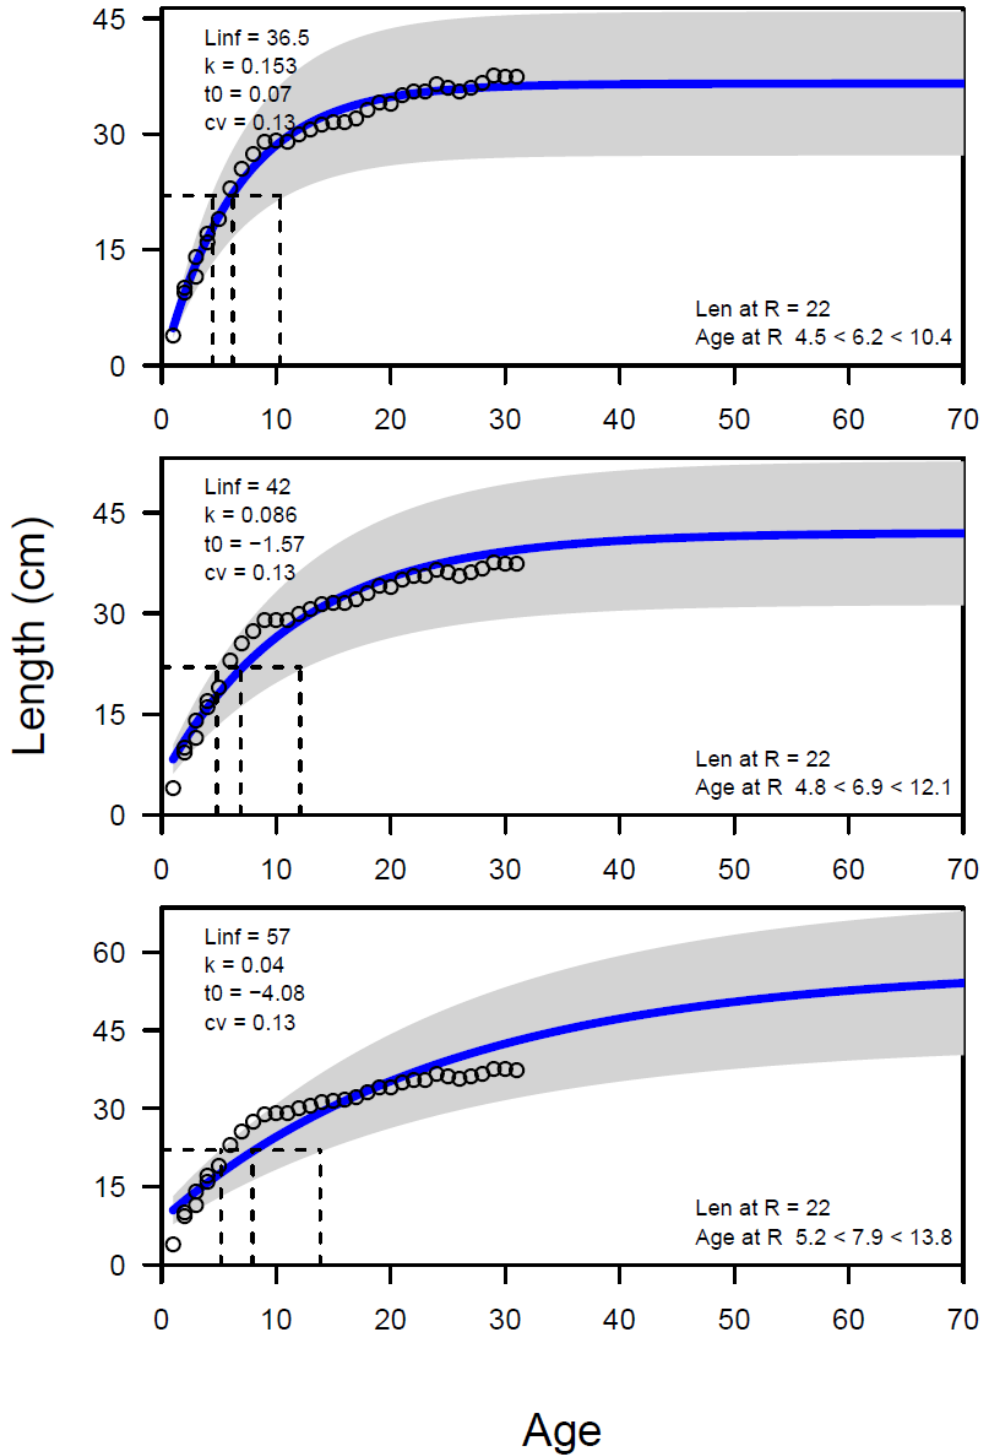 Length (cm)
45
30
15
0
Linf = 36.5
k = 0.153
t0 = 0.07
cv = 0.13
Len at R = 22
Age at R  4.5 < 6.2 < 10.4
0 10 20 30 40 50 60 70
45
30
15
0
Linf = 42
k = 0.086
t0 = −1.57
cv = 0.13
Len at R = 22
Age at R  4.8 < 6.9 < 12.1
0 10 20 30 40 50 60 70
60
45
30
15
0
Linf = 57
k = 0.04
t0 = −4.08
cv = 0.13
Len at R = 22
Age at R  5.2 < 7.9 < 13.8
0 10 20 30 40 50 60 70
Age